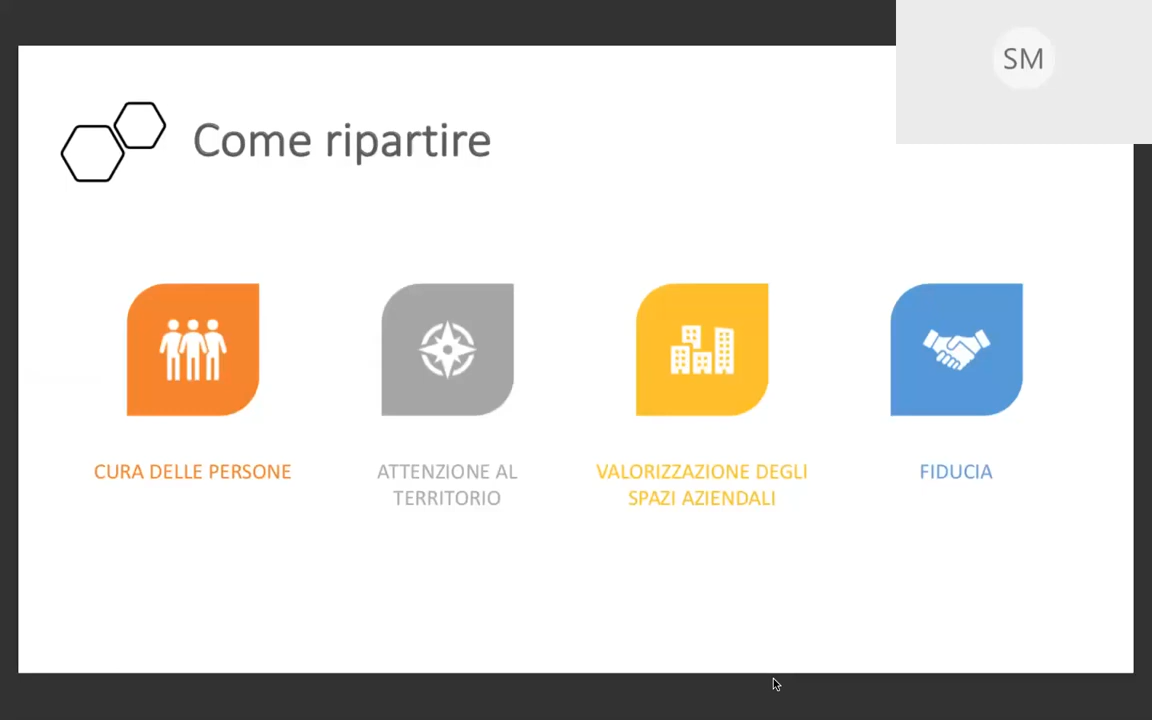 SM
Come ripartire
CURA DELLE PERSONE
ATTENZIONE AL
TERRITORIO
VALORIZZAZIONE DEGLI
SPAZI AZIENDALI
FIDUCIA